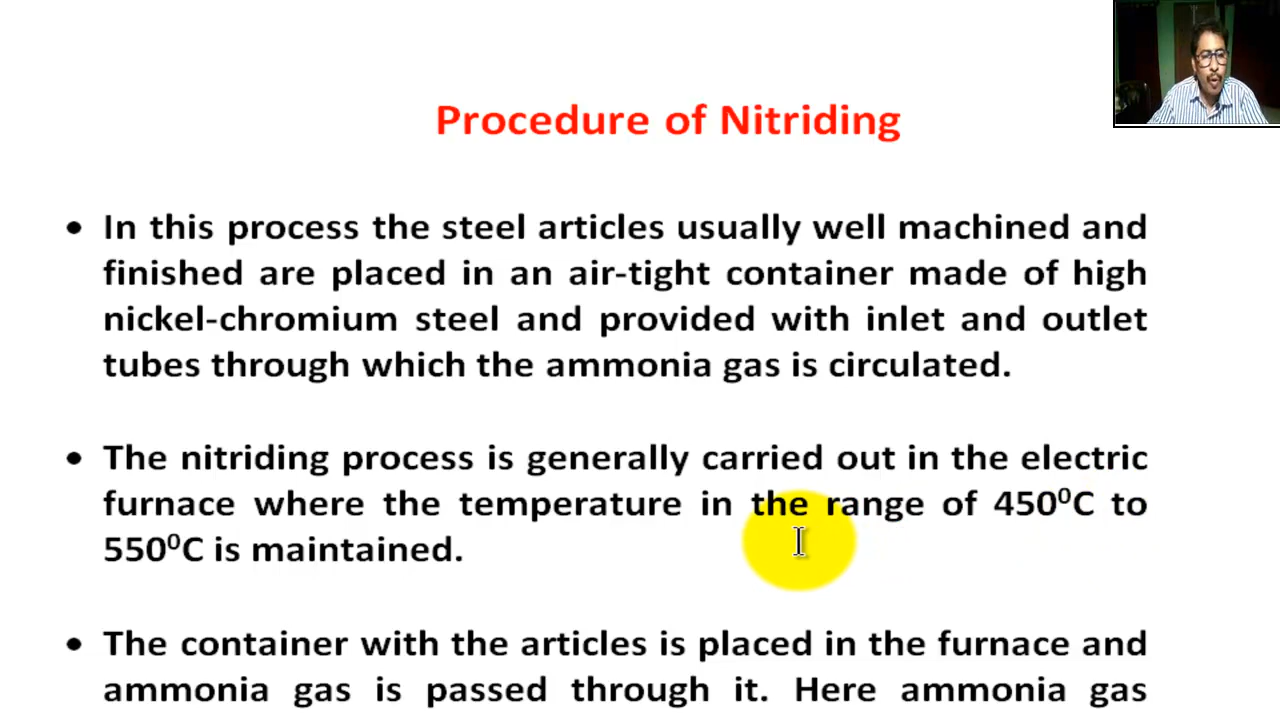 Procedure of Nitriding
• In this process the steel articles usually well machined and
finished are placed in an air-tight container made of high
nickel-chromium steel and provided with inlet and outlet
tubes through which the ammonia gas is circulated.
• The nitriding process is generally carried out in the electric
furnace where the temperature in the range of 450⁰C to
550⁰C is maintained.
• The container with the articles is placed in the furnace and
ammonia gas is passed through it. Here ammonia gas